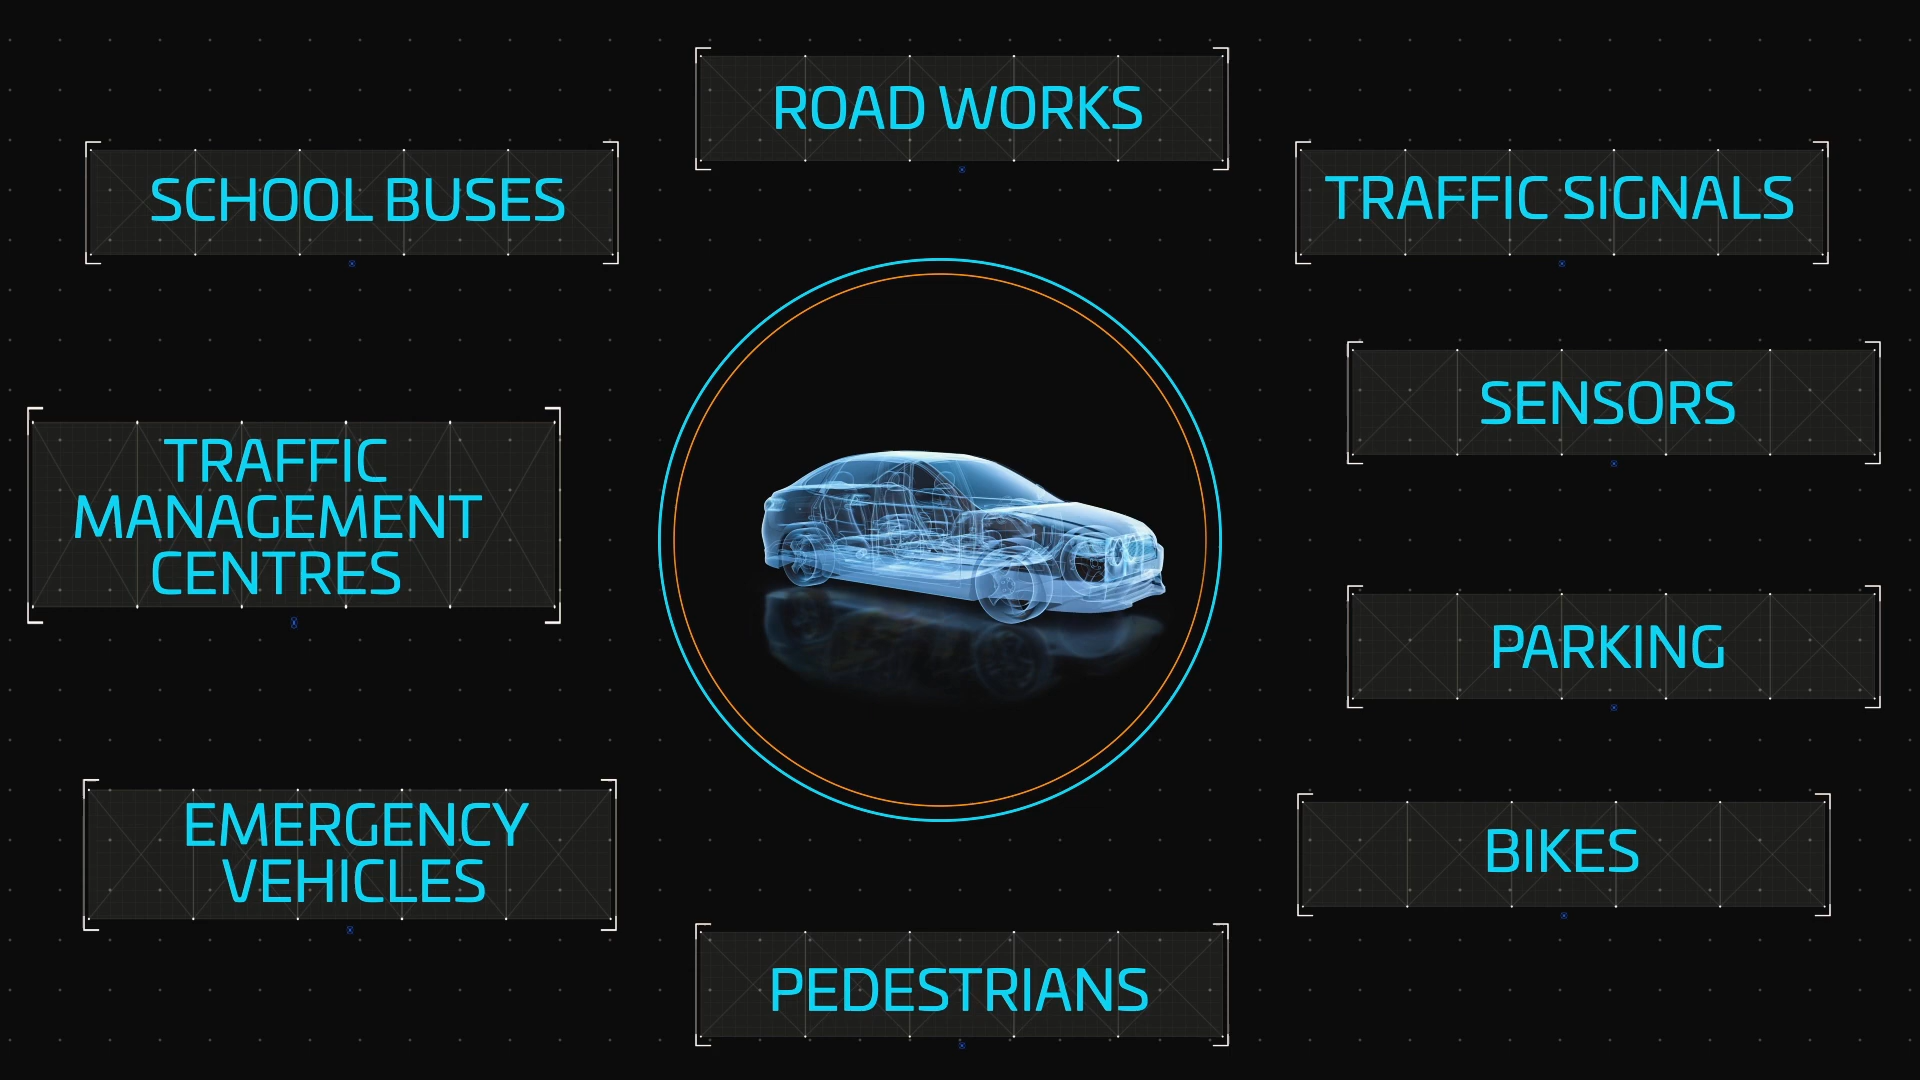 ROAD WORKS
SCHOOL BUSES
TRAFFIC SIGNALS
SENSORS
TRAFFIC
MANAGEMENT
CENTRES
PARKING
EMERGENCY
VEHICLES
BIKES
PEDESTRIANS